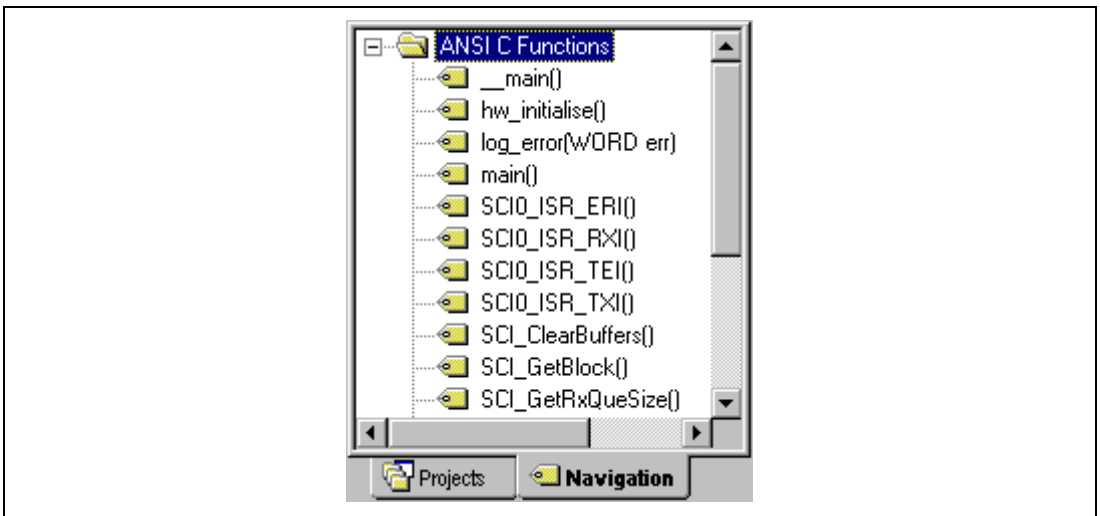 ANSI C Functions
__main()
hw_initialise()
log_error(WORD err)
main()
SCI0_ISR_ERI()
SCI0_ISR_RXI()
SCI0_ISR_TEI()
SCI0_ISR_TXI()
SCI_ClearBuffers()
SCI_GetBlock()
SCI_GetRxQueSize()
Projects Navigation